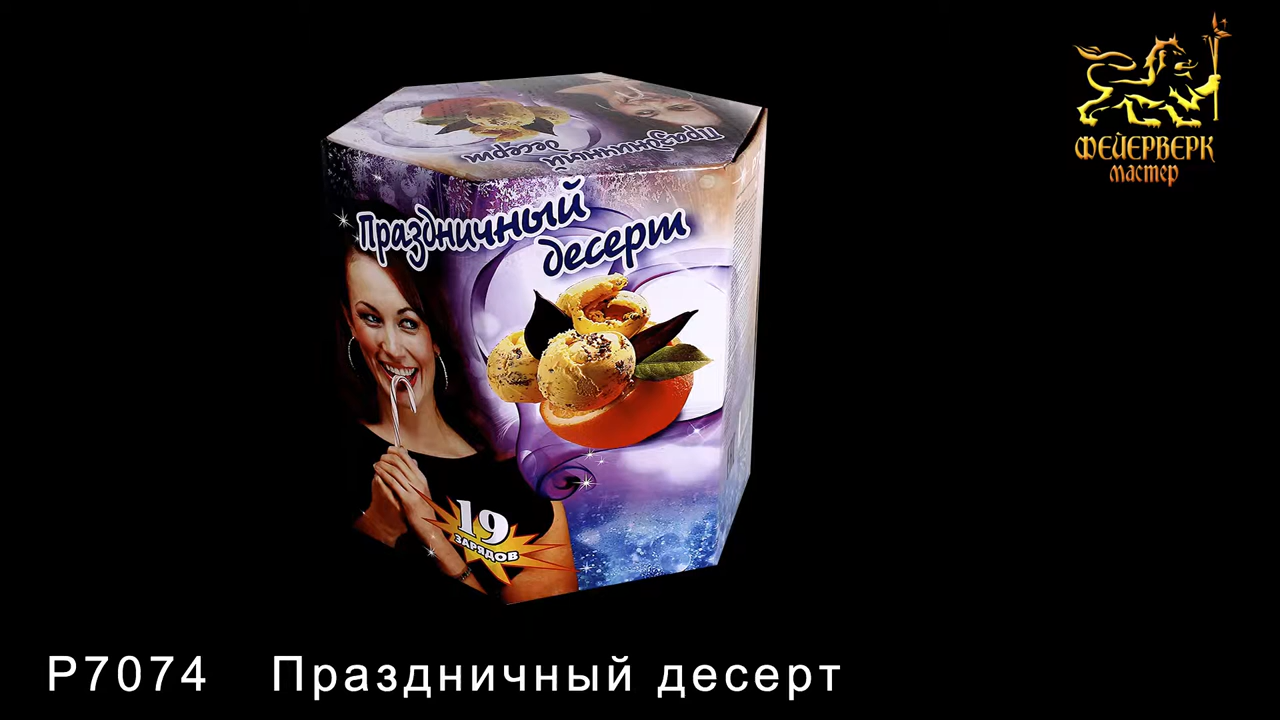 ФЕЙЕРВЕРК
мастер
Праздничный
десерт
Праздничный
десерт
19
ЗАРЯДОВ
P7074 Праздничный десерт